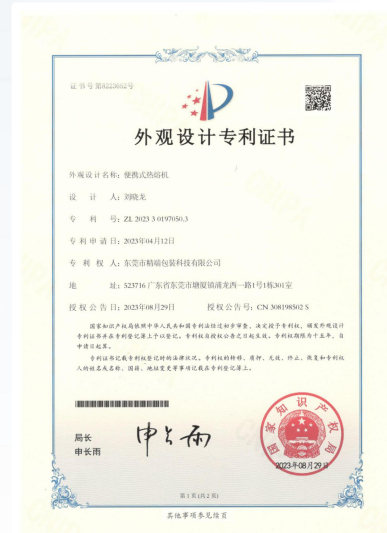 证书号第8223652号
外观设计专利证书
外观设计名称：便携式热熔机
设计人：刘晓龙
专利号：ZL 2023 3 0197050.3
专利申请日：2023年04月12日
专利权人：东莞市精端包装科技有限公司
地址：523716 广东省东莞市塘厦镇浦龙西一路1号1栋301室
授权公告日：2023年08月29日 授权公告号：CN 308198502 S
国家知识产权局依照中华人民共和国专利法经过初步审查，决定授予专利权，颁发外观设计
专利证书并在专利登记簿上予以登记。专利权自授权公告之日起生效。专利权期限为十五年，自
申请日起算。
专利证书记载专利权登记时的法律状况。专利权的转移、质押、无效、终止、恢复和专利权
人的姓名或名称、国籍、地址变更等事项记载在专利登记簿上。
局长
申长雨
申长雨
国家知识产权局
2023年08月29日
第 1 页 (共 2 页)
其他事项参见续页